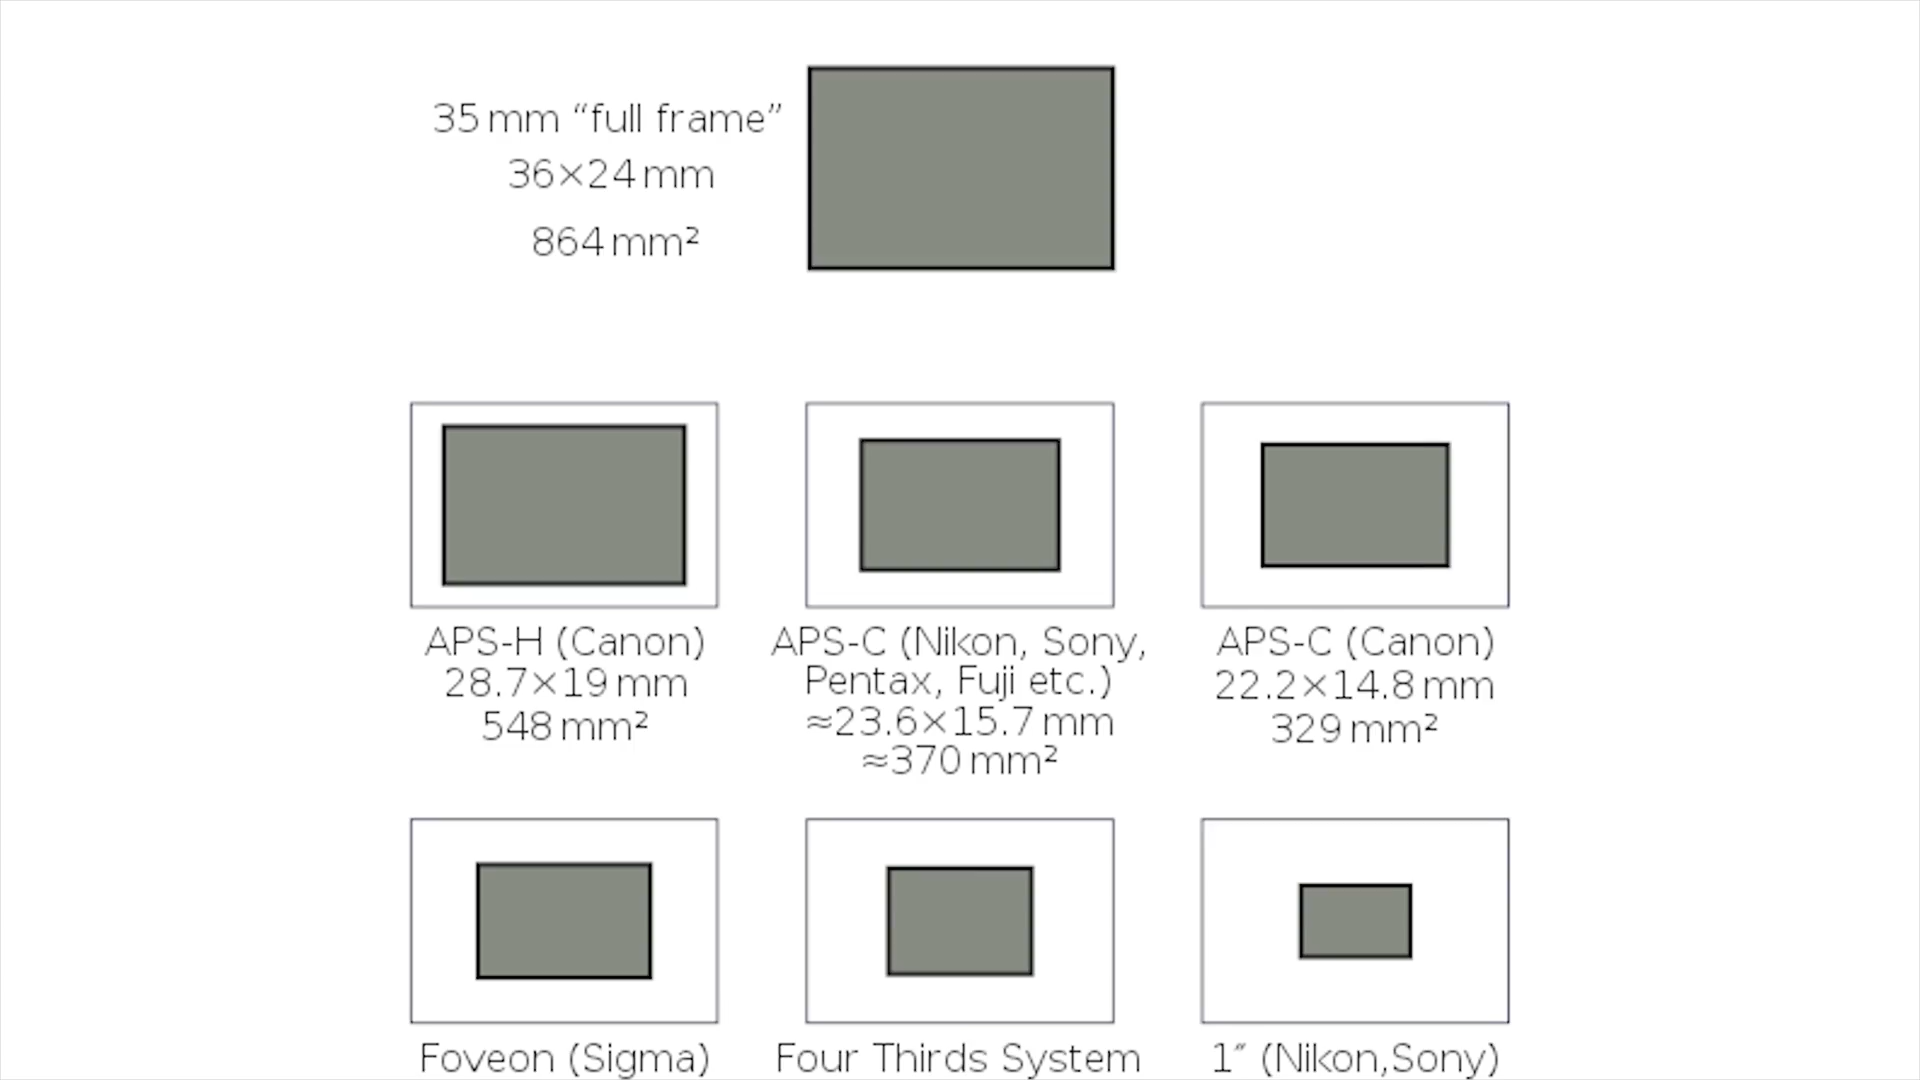 35 mm “full frame”
36×24 mm
864 mm²
APS-H (Canon)
28.7×19 mm
548 mm²
APS-C (Nikon, Sony,
Pentax, Fuji etc.)
≈23.6×15.7 mm
≈370 mm²
APS-C (Canon)
22.2×14.8 mm
329 mm²
Foveon (Sigma)
Four Thirds System
1″ (Nikon,Sony)